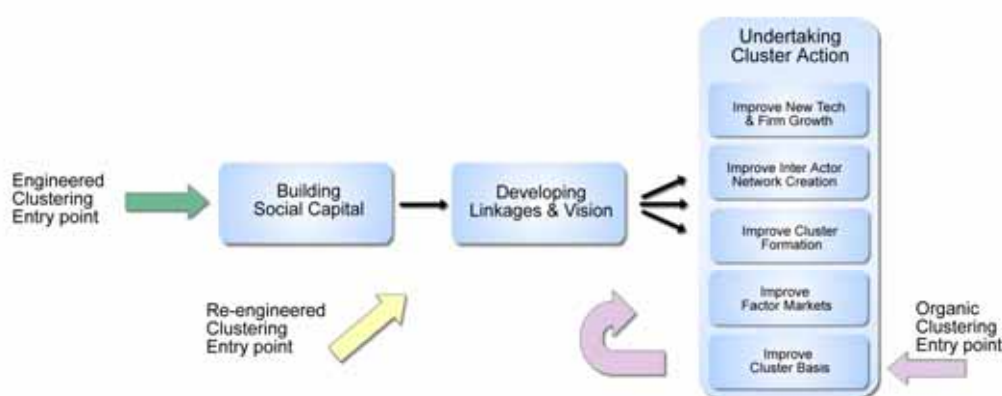 Engineered
Clustering
Entry point
Building
Social Capital
Re-engineered
Clustering
Entry point
Developing
Linkages & Vision
Undertaking
Cluster Action
Improve New Tech
& Firm Growth
Improve Inter Actor
Network Creation
Improve Cluster
Formation
Improve
Factor Markets
Improve
Cluster Basis
Organic
Clustering
Entry point